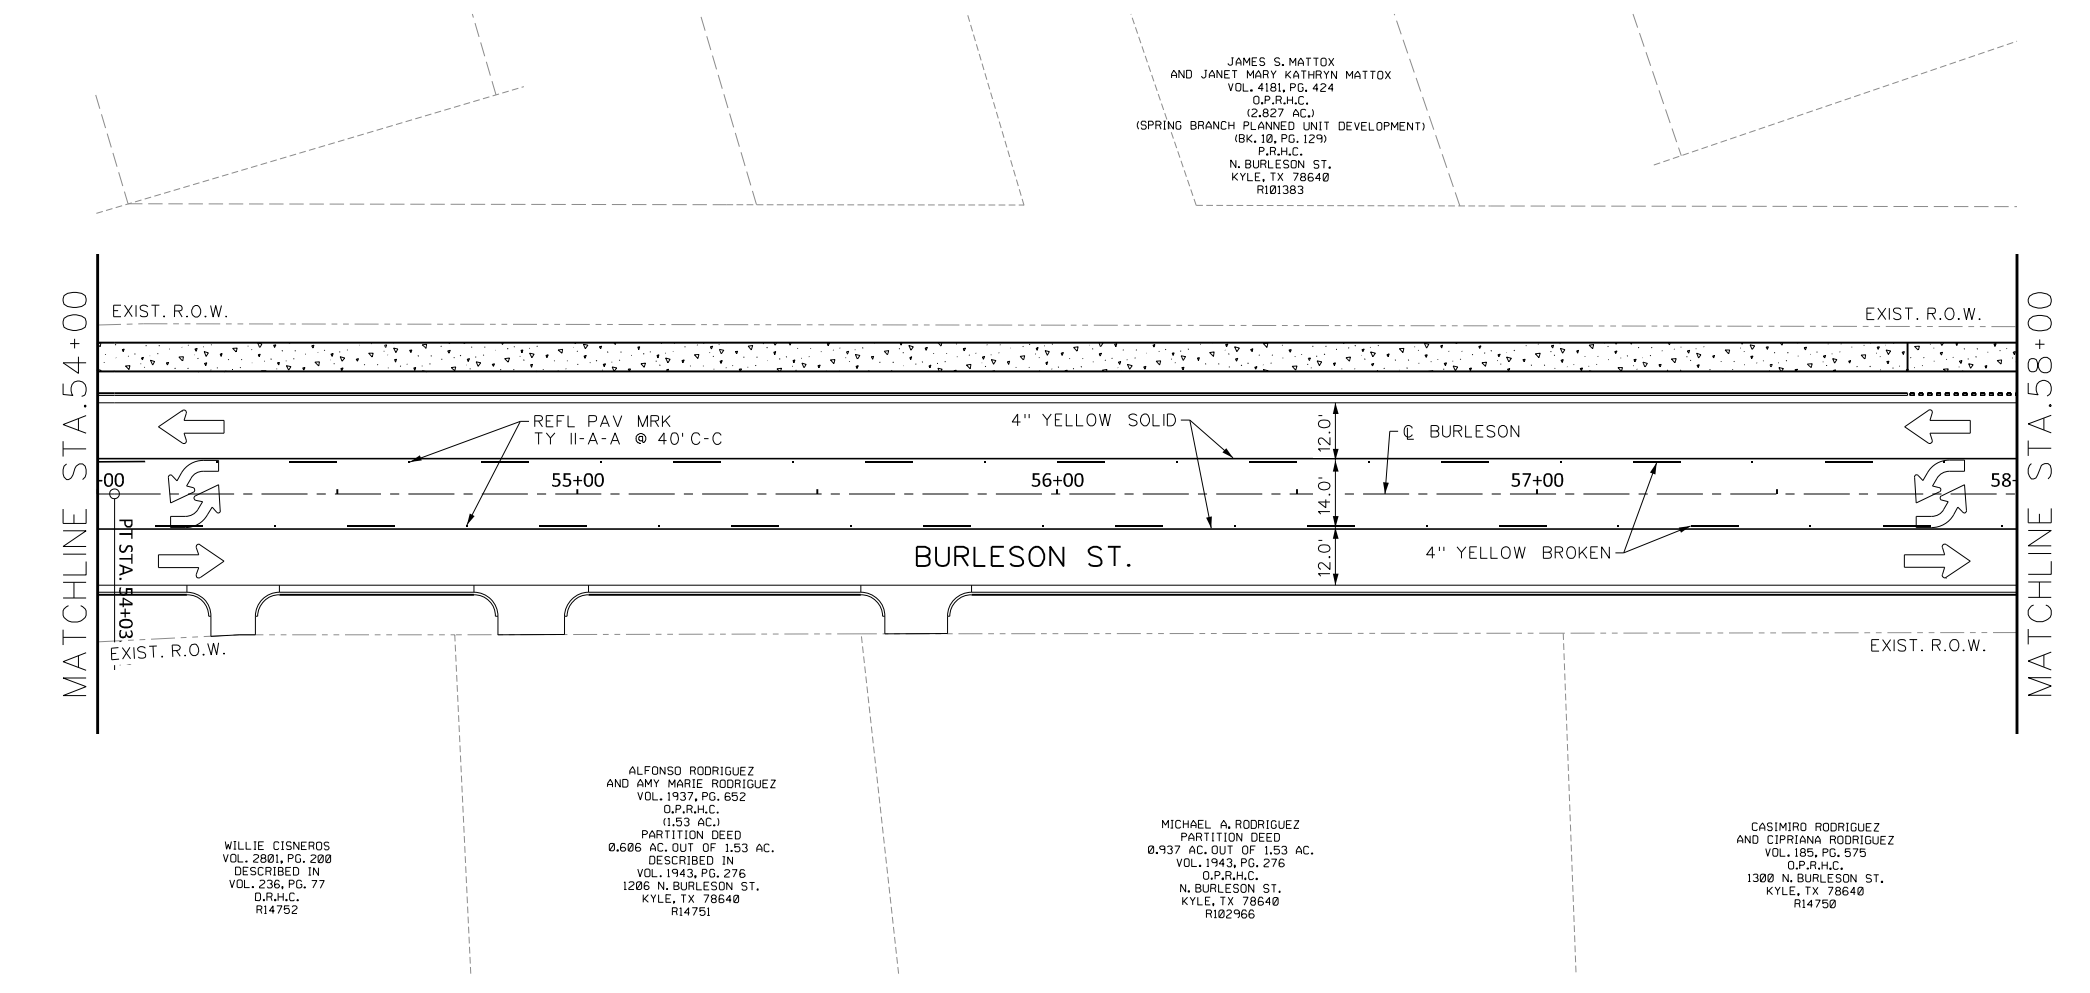 JAMES S. MATTOX
AND JANET MARY KATHRYN MATTOX
VOL. 4181, PG. 424
O.P.R.H.C.
(2.827 AC.)
(SPRING BRANCH PLANNED UNIT DEVELOPMENT)
(BK. 10, PG. 129)
P.R.H.C.
N. BURLESON ST.
KYLE, TX 78640
R101383
MATCHLINE STA.54+00
EXIST. R.O.W.
EXIST. R.O.W.
MATCHLINE STA.58+00
REFL PAV MRK
TY II-A-A @ 40' C-C
4" YELLOW SOLID
12.0'
℄ BURLESON
+00
55+00
56+00
57+00
58+
14.0'
PT STA. 54+03.
BURLESON ST.
12.0'
4" YELLOW BROKEN
EXIST. R.O.W.
EXIST. R.O.W.
WILLIE CISNEROS
VOL. 2801, PG. 200
DESCRIBED IN
VOL. 236, PG. 77
D.R.H.C.
R14752
ALFONSO RODRIGUEZ
AND AMY MARIE RODRIGUEZ
VOL. 1937, PG. 652
O.P.R.H.C.
(1.53 AC.)
PARTITION DEED
0.606 AC. OUT OF 1.53 AC.
DESCRIBED IN
VOL. 1943, PG. 276
1206 N. BURLESON ST.
KYLE, TX 78640
R14751
MICHAEL A. RODRIGUEZ
PARTITION DEED
0.937 AC. OUT OF 1.53 AC.
VOL. 1943, PG. 276
O.P.R.H.C.
N. BURLESON ST.
KYLE, TX 78640
R102966
CASIMIRO RODRIGUEZ
AND CIPRIANA RODRIGUEZ
VOL. 185, PG. 575
O.P.R.H.C.
1300 N. BURLESON ST.
KYLE, TX 78640
R14750